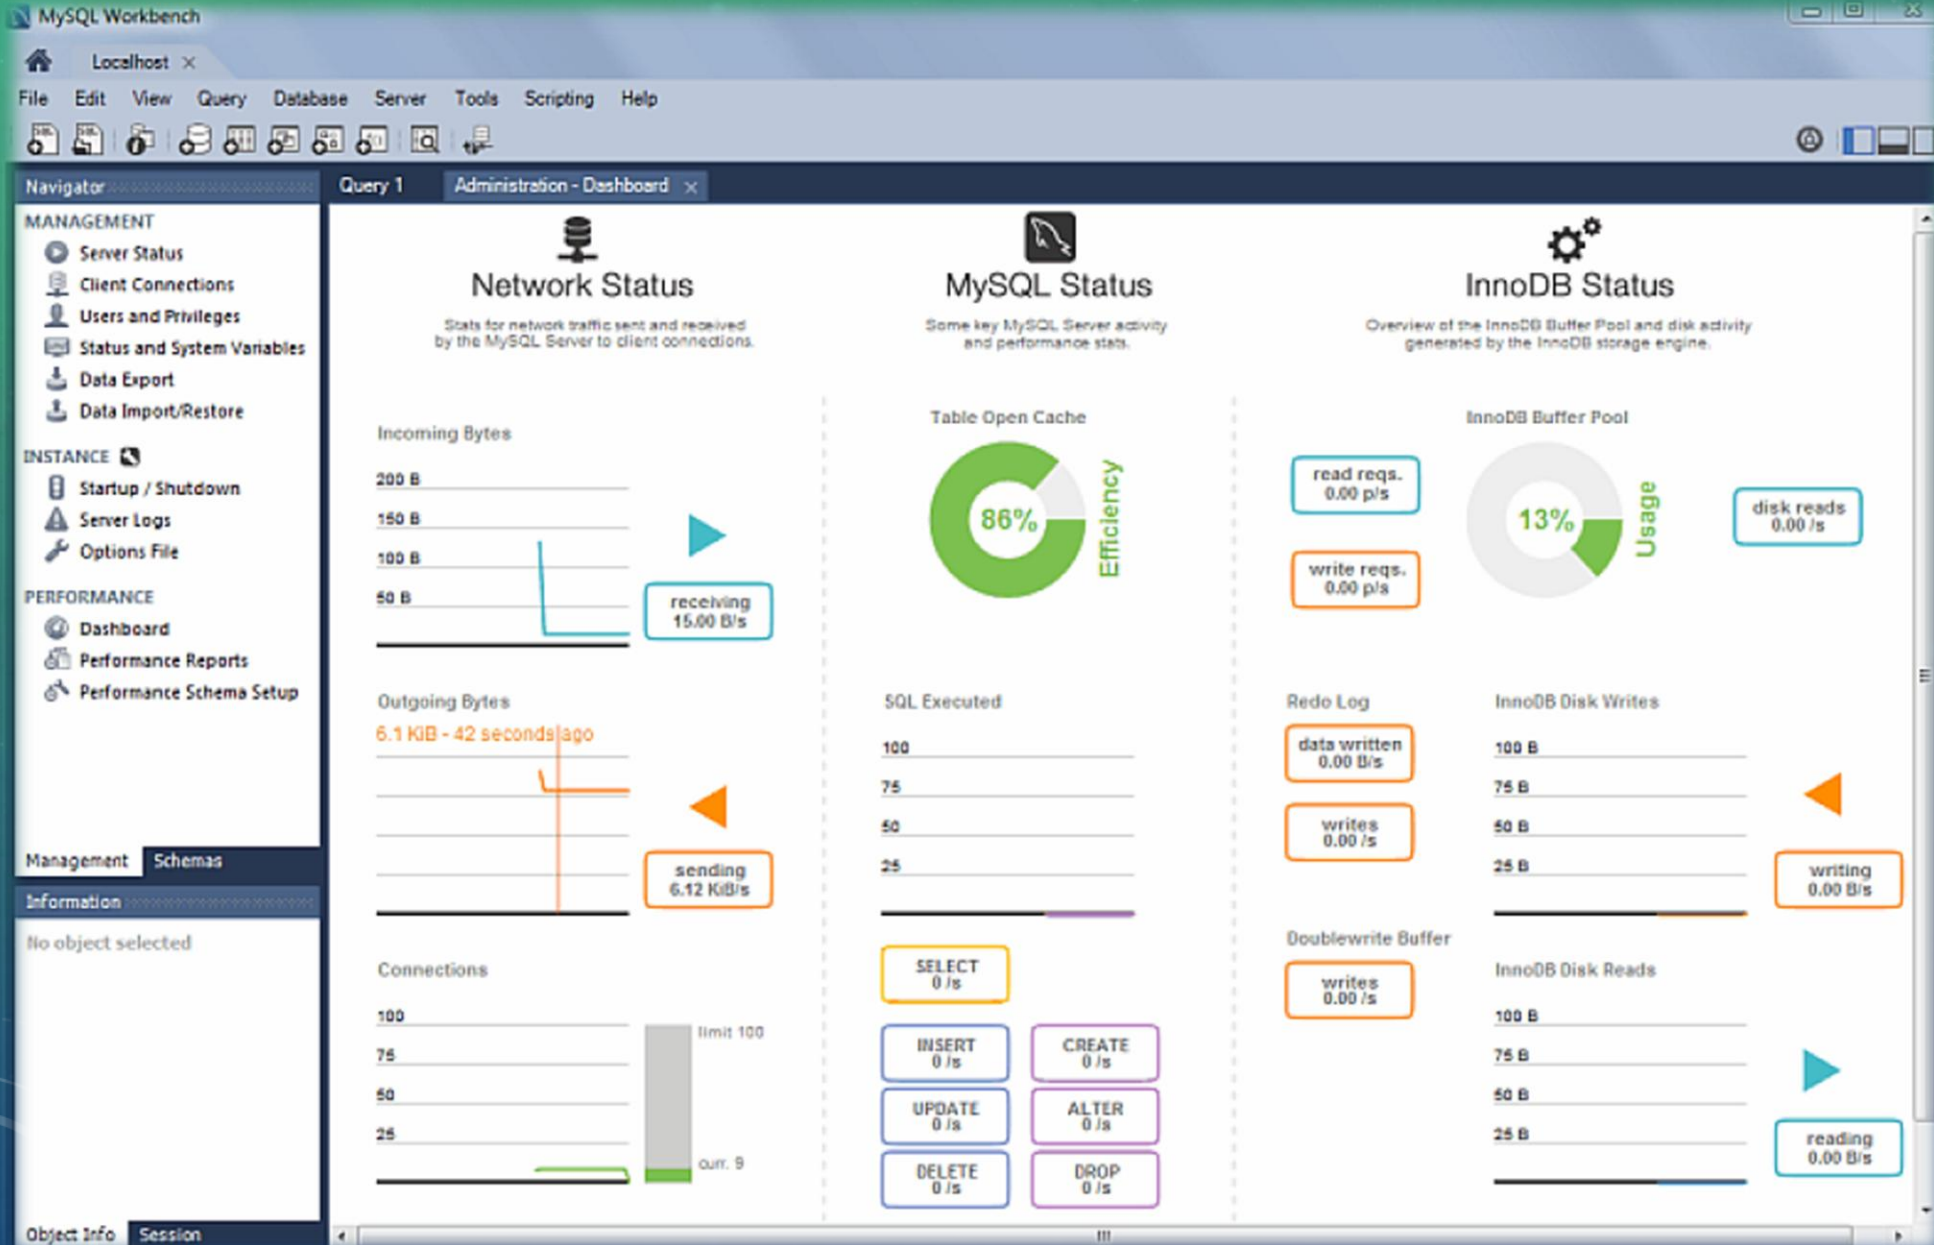 MySQL Workbench
Localhost
File Edit View Query Database Server Tools Scripting Help
Navigator
MANAGEMENT
Server Status
Client Connections
Users and Privileges
Status and System Variables
Data Export
Data Import/Restore
INSTANCE
Startup / Shutdown
Server Logs
Options File
PERFORMANCE
Dashboard
Performance Reports
Performance Schema Setup
Management Schemas
Information
No object selected
Object Info Session
Query 1 Administration - Dashboard
Network Status
Stats for network traffic sent and received
by the MySQL Server to client connections.
Incoming Bytes
200 B
150 B
100 B
50 B
receiving
15.00 B/s
Outgoing Bytes
6.1 KiB - 42 seconds ago
sending
6.12 KiB/s
Connections
100
75
50
25
limit 100
curr. 9
MySQL Status
Some key MySQL Server activity
and performance stats.
Table Open Cache
86%
Efficiency
SQL Executed
100
75
50
25
SELECT
0 /s
INSERT
0 /s
CREATE
0 /s
UPDATE
0 /s
ALTER
0 /s
DELETE
0 /s
DROP
0 /s
InnoDB Status
Overview of the InnoDB Buffer Pool and disk activity
generated by the InnoDB storage engine.
InnoDB Buffer Pool
read reqs.
0.00 p/s
write reqs.
0.00 p/s
13%
Usage
disk reads
0.00 /s
Redo Log
data written
0.00 B/s
writes
0.00 /s
Doublewrite Buffer
writes
0.00 /s
InnoDB Disk Writes
100 B
75 B
50 B
25 B
writing
0.00 B/s
InnoDB Disk Reads
100 B
75 B
50 B
25 B
reading
0.00 B/s